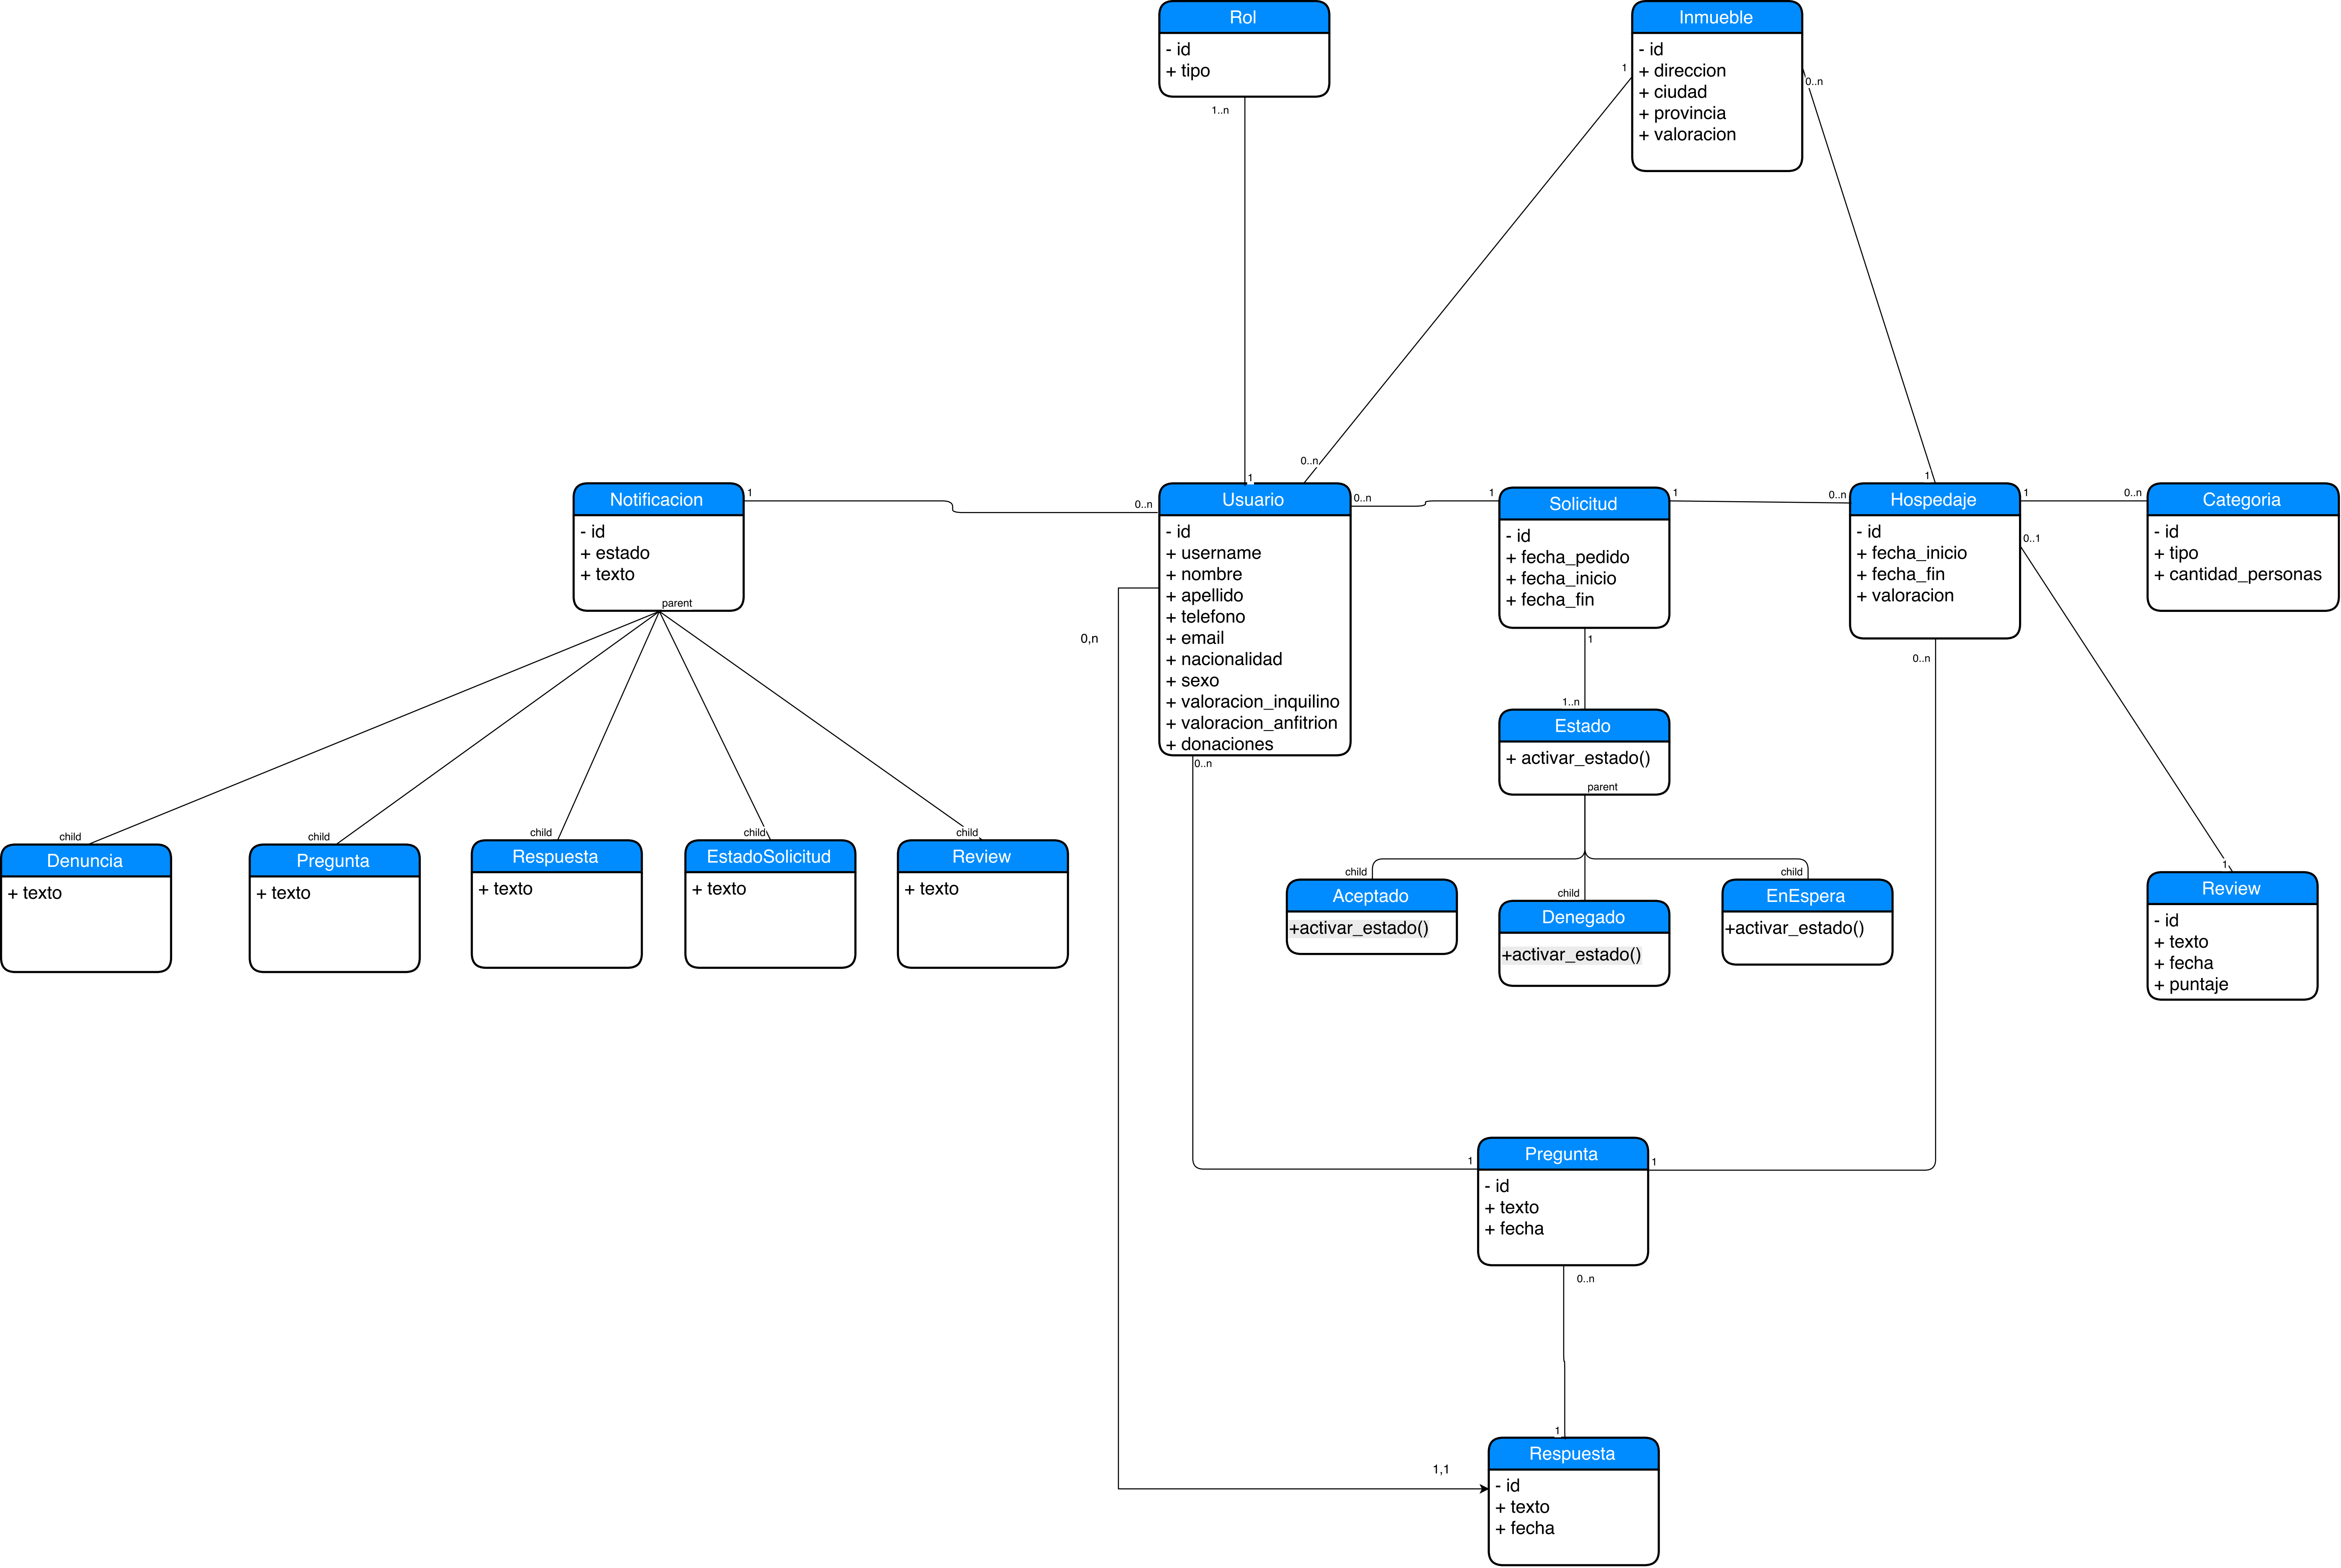 Rol
- id
+ tipo
1..n
Inmueble
- id
+ direccion
+ ciudad
+ provincia
+ valoracion
1
0..n
Notificacion
- id
+ estado
+ texto
parent
1
0..n
Usuario
- id
+ username
+ nombre
+ apellido
+ telefono
+ email
+ nacionalidad
+ sexo
+ valoracion_inquilino
+ valoracion_anfitrion
+ donaciones
1
0..n
0..n
0,n
0..n
Solicitud
- id
+ fecha_pedido
+ fecha_inicio
+ fecha_fin
1
1
1
0..n
Hospedaje
- id
+ fecha_inicio
+ fecha_fin
+ valoracion
1
1
0..1
0..n
0..n
Categoria
- id
+ tipo
+ cantidad_personas
1..n
Estado
+ activar_estado()
parent
child
Denuncia
+ texto
child
Pregunta
+ texto
child
Respuesta
+ texto
child
EstadoSolicitud
+ texto
child
Review
+ texto
child
Aceptado
+activar_estado()
child
Denegado
+activar_estado()
child
EnEspera
+activar_estado()
1
Review
- id
+ texto
+ fecha
+ puntaje
1
Pregunta
- id
+ texto
+ fecha
1
0..n
1
Respuesta
- id
+ texto
+ fecha
1,1